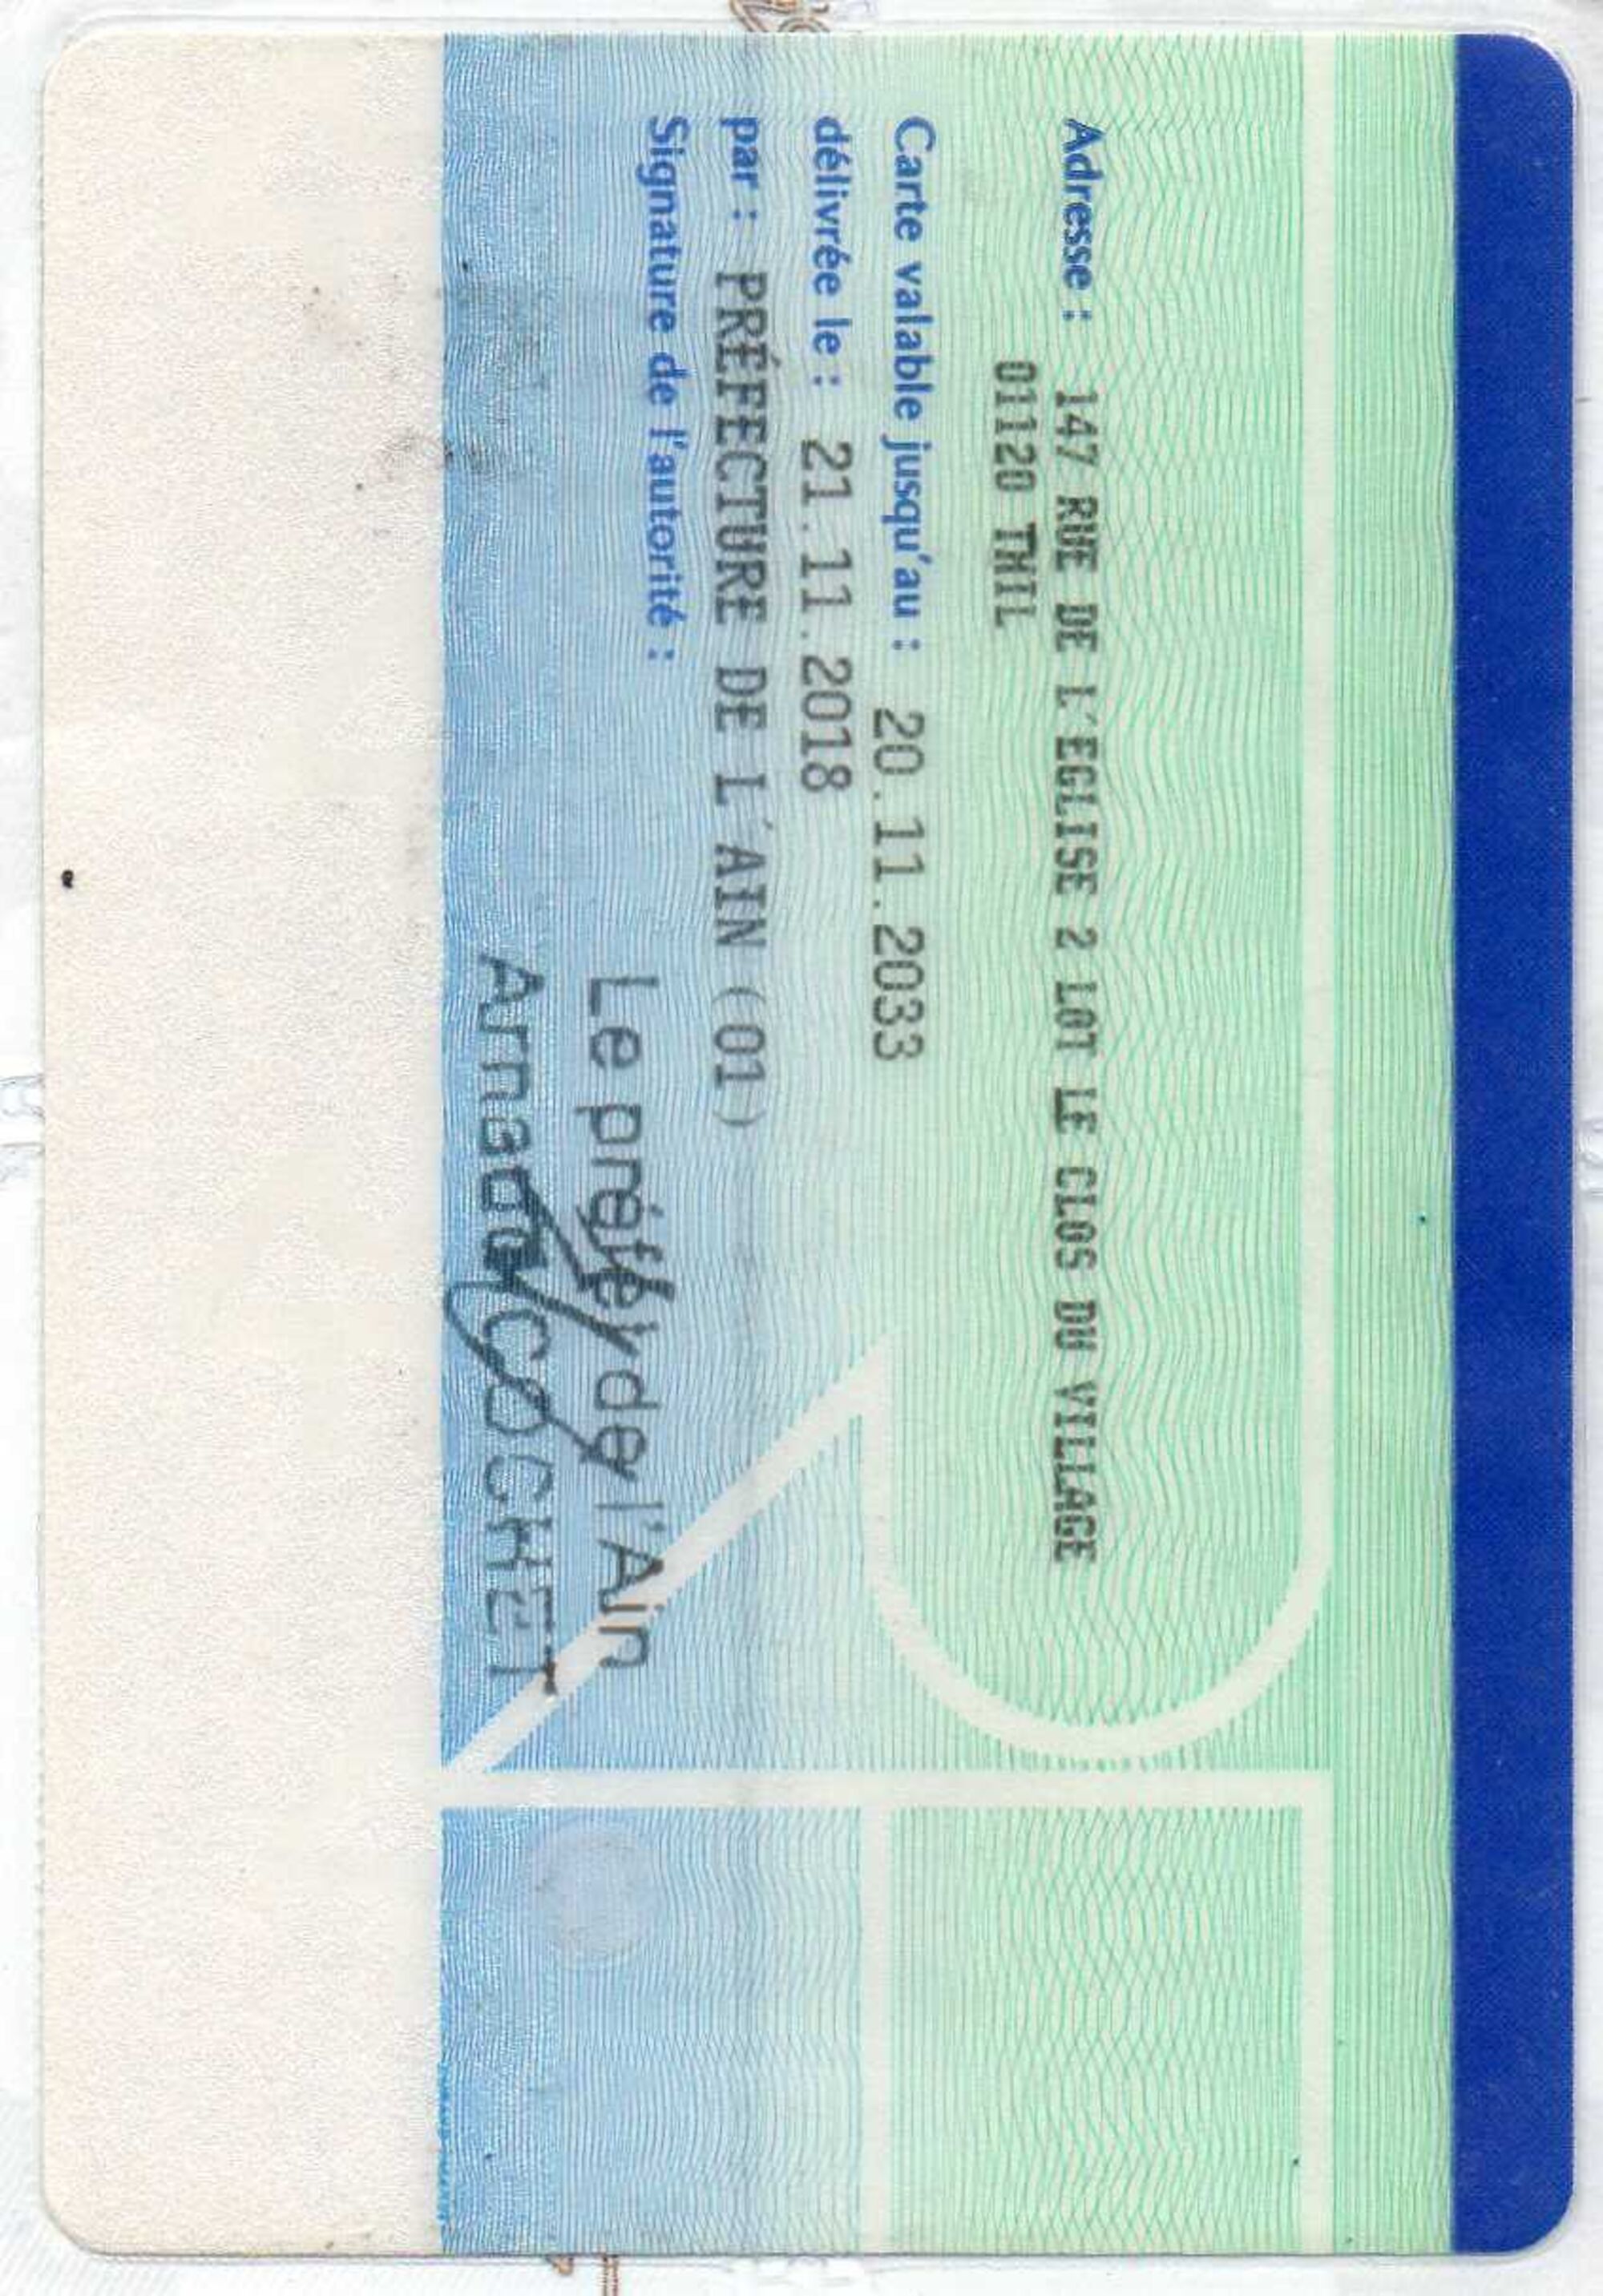 Adresse : 147 RUE DE L'EGLISE 2 LOT LE CLOS DU VILLAGE
01120 THIL
Carte valable jusqu'au : 20.11.2033
délivrée le : 21.11.2018
par : PRÉFECTURE DE L'AIN (01)
Signature de l'autorité :
Le préfet de l'Ain
Arnaud COCHET